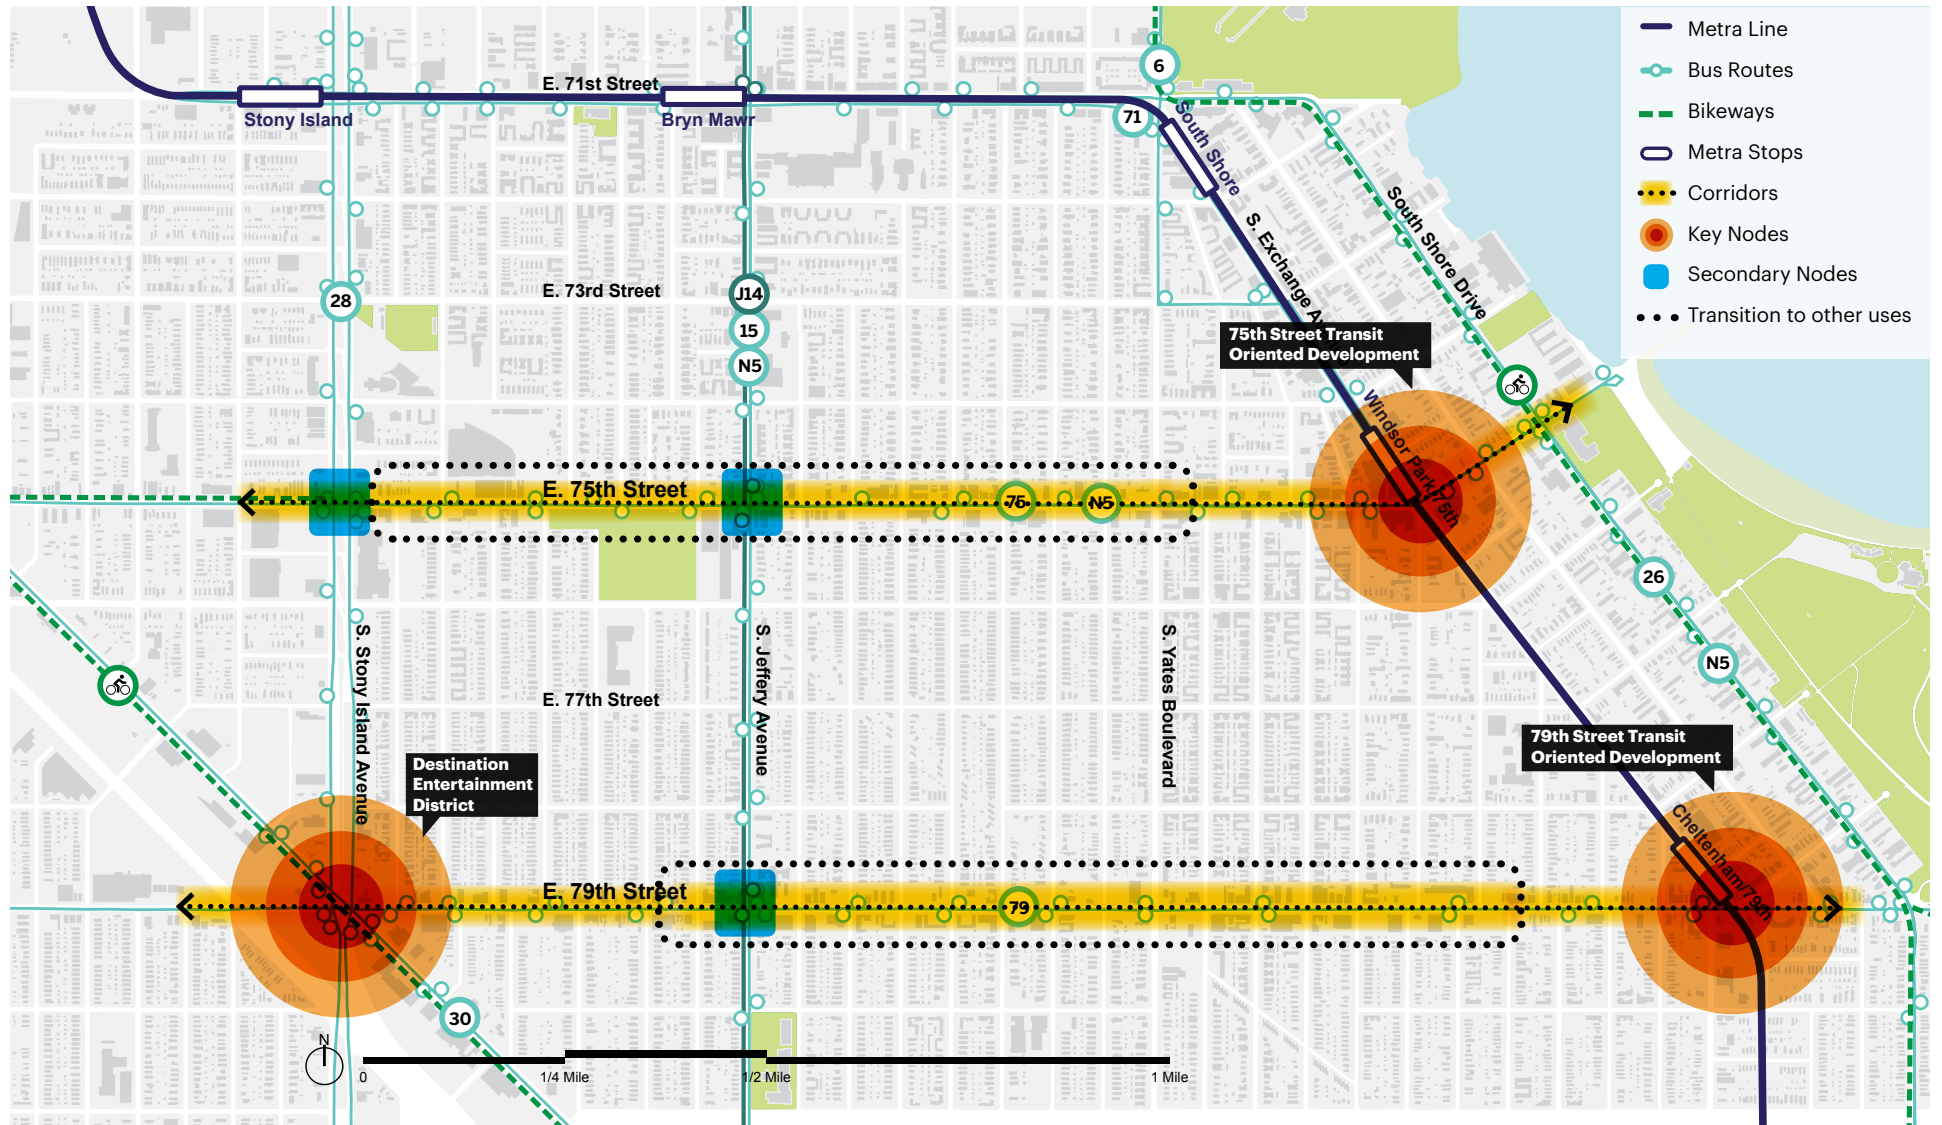 Metra Line
Bus Routes
Bikeways
Metra Stops
Corridors
Key Nodes
Secondary Nodes
Transition to other uses
6
E. 71st Street
Stony Island
Bryn Mawr
71
South Shore
South Shore Drive
S. Exchange Av
28
E. 73rd Street
J14
15
N5
75th Street Transit
Oriented Development
Windsor Park/75th
E. 75th Street
75
N5
26
N5
S. Stony Island Avenue
S. Jeffery Avenue
S. Yates Boulevard
E. 77th Street
79th Street Transit
Oriented Development
Destination
Entertainment
District
Cheltenham/79th
E. 79th Street
79
30
N
0
1/4 Mile
1/2 Mile
1 Mile